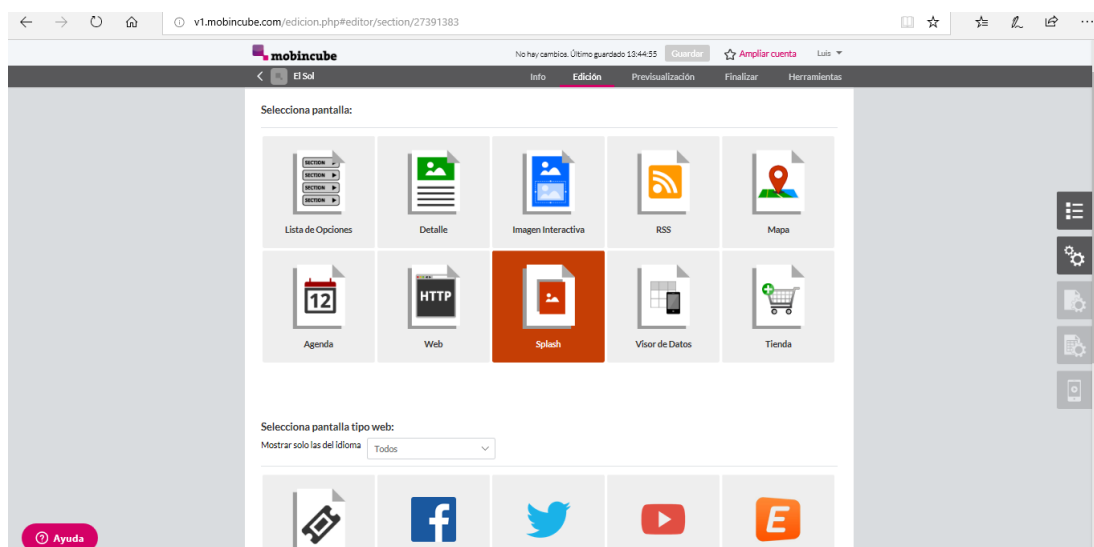 v1.mobincube.com/edicion.php#editor/section/27391383
mobincube
No hay cambios. Último guardado 13:44:55 Guardar Ampliar cuenta Luis
El Sol Info Edición Previsualización Finalizar Herramientas
Selecciona pantalla:
SECTION
SECTION
SECTION
SECTION
Lista de Opciones Detalle Imagen Interactiva RSS Mapa
12 HTTP
Agenda Web Splash Visor de Datos Tienda
Selecciona pantalla tipo web:
Mostrar solo las del idioma Todos
Ayuda